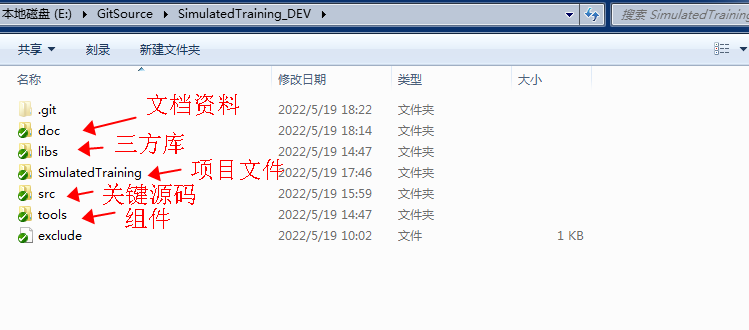 本地磁盘 (E:) ▸ GitSource ▸ SimulatedTraining_DEV ▸
搜索 SimulatedTraining
共享 刻录 新建文件夹
名称 修改日期 类型 大小
.git 2022/5/19 18:22 文件夹
文档资料
doc 2022/5/19 18:14 文件夹
三方库
libs 2022/5/19 14:47 文件夹
项目文件
SimulatedTraining 2022/5/19 17:46 文件夹
关键源码
src 2022/5/19 15:59 文件夹
组件
tools 2022/5/19 14:47 文件夹
exclude 2022/5/19 10:02 文件 1 KB